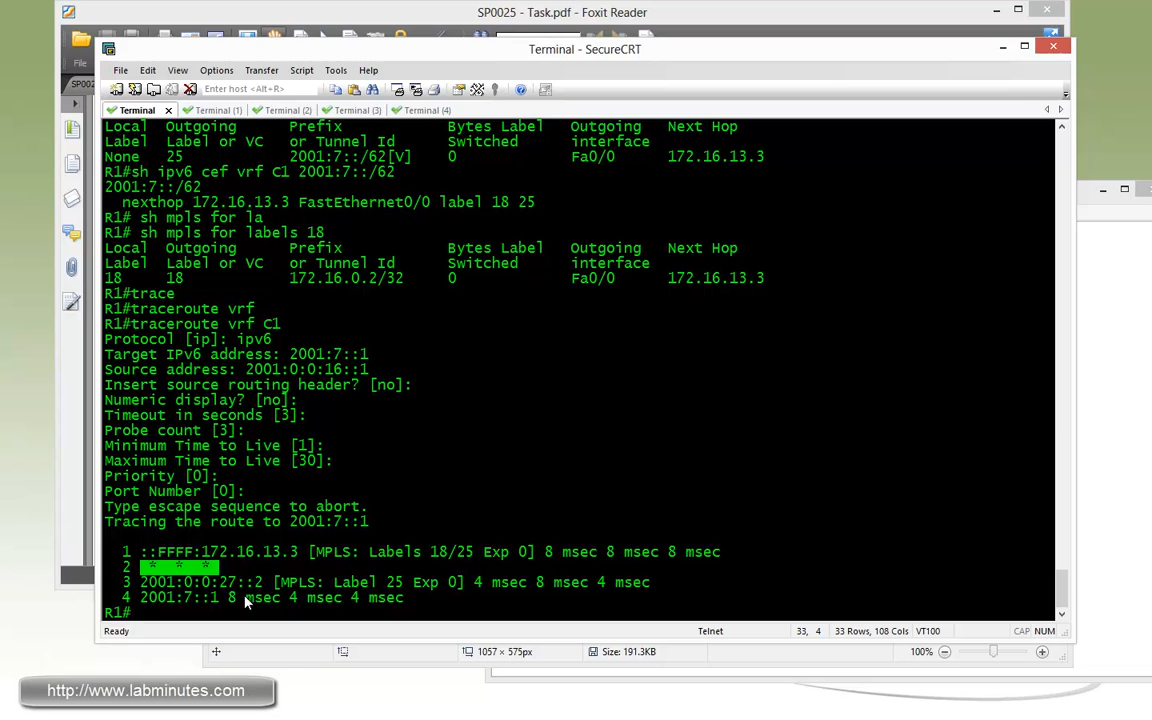 SP0025 - Task.pdf - Foxit Reader
File
SP002
Terminal - SecureCRT
File Edit View Options Transfer Script Tools Help
Enter host <Alt+R>
Terminal Terminal (1) Terminal (2) Terminal (3) Terminal (4)
Local Outgoing Prefix Bytes Label Outgoing Next Hop
Label Label or VC or Tunnel Id Switched interface
None 25 2001:7::/62[V] 0 Fa0/0 172.16.13.3
R1#sh ipv6 cef vrf C1 2001:7::/62
2001:7::/62
nexthop 172.16.13.3 FastEthernet0/0 label 18 25
R1# sh mpls for la
R1# sh mpls for labels 18
Local Outgoing Prefix Bytes Label Outgoing Next Hop
Label Label or VC or Tunnel Id Switched interface
18 18 172.16.0.2/32 0 Fa0/0 172.16.13.3
R1#trace
R1#traceroute vrf
R1#traceroute vrf C1
Protocol [ip]: ipv6
Target IPv6 address: 2001:7::1
Source address: 2001:0:0:16::1
Insert source routing header? [no]:
Numeric display? [no]:
Timeout in seconds [3]:
Probe count [3]:
Minimum Time to Live [1]:
Maximum Time to Live [30]:
Priority [0]:
Port Number [0]:
Type escape sequence to abort.
Tracing the route to 2001:7::1
1 ::FFFF:172.16.13.3 [MPLS: Labels 18/25 Exp 0] 8 msec 8 msec 8 msec
2 * * *
3 2001:0:0:27::2 [MPLS: Label 25 Exp 0] 4 msec 8 msec 4 msec
4 2001:7::1 8 msec 4 msec 4 msec
R1#
Ready Telnet 33, 4 33 Rows, 108 Cols VT100 CAP NUM
1057 × 575px Size: 191.3KB 100%
http://www.labminutes.com